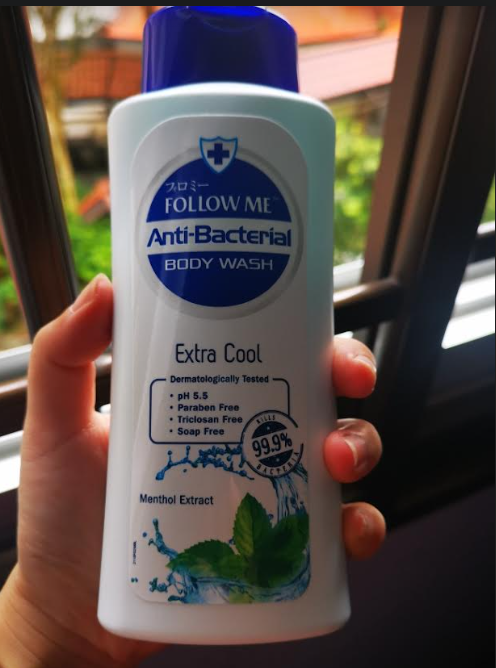 フロミー
FOLLOW ME™
Anti-Bacterial
BODY WASH
Extra Cool
Dermatologically Tested
• pH 5.5
• Paraben Free
• Triclosan Free
• Soap Free
KILLS
99.9%
BACTERIA
Menthol Extract